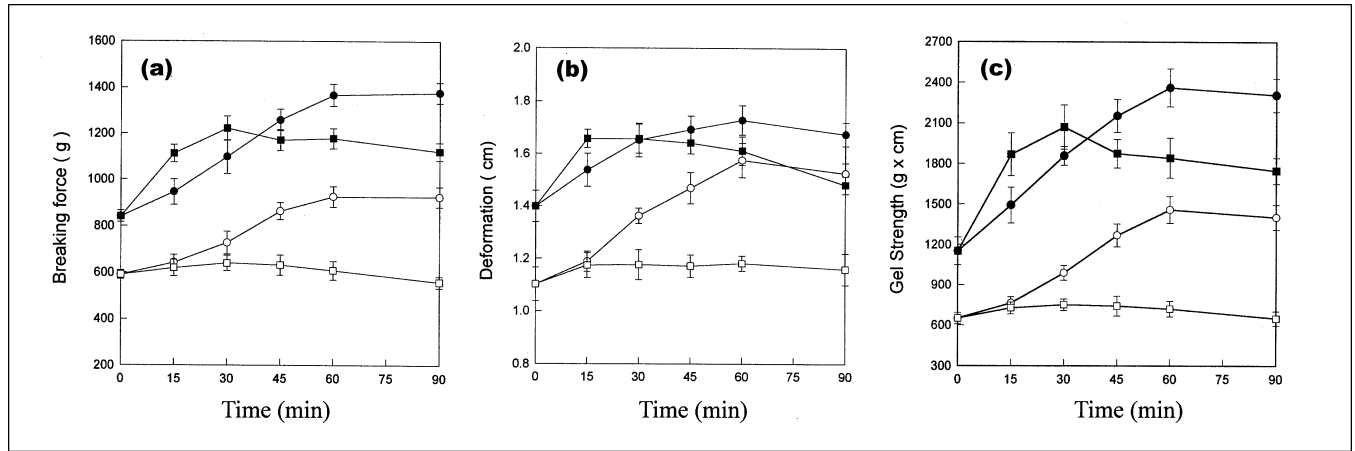 (a)
Breaking force ( g )
1600
1400
1200
1000
800
600
400
200
0 15 30 45 60 75 90
Time (min)
(b)
Deformation ( cm)
2.0
1.8
1.6
1.4
1.2
1.0
0.8
0 15 30 45 60 75 90
Time (min)
(c)
Gel Strength (g x cm)
2700
2400
2100
1800
1500
1200
900
600
300
0 15 30 45 60 75 90
Time (min)